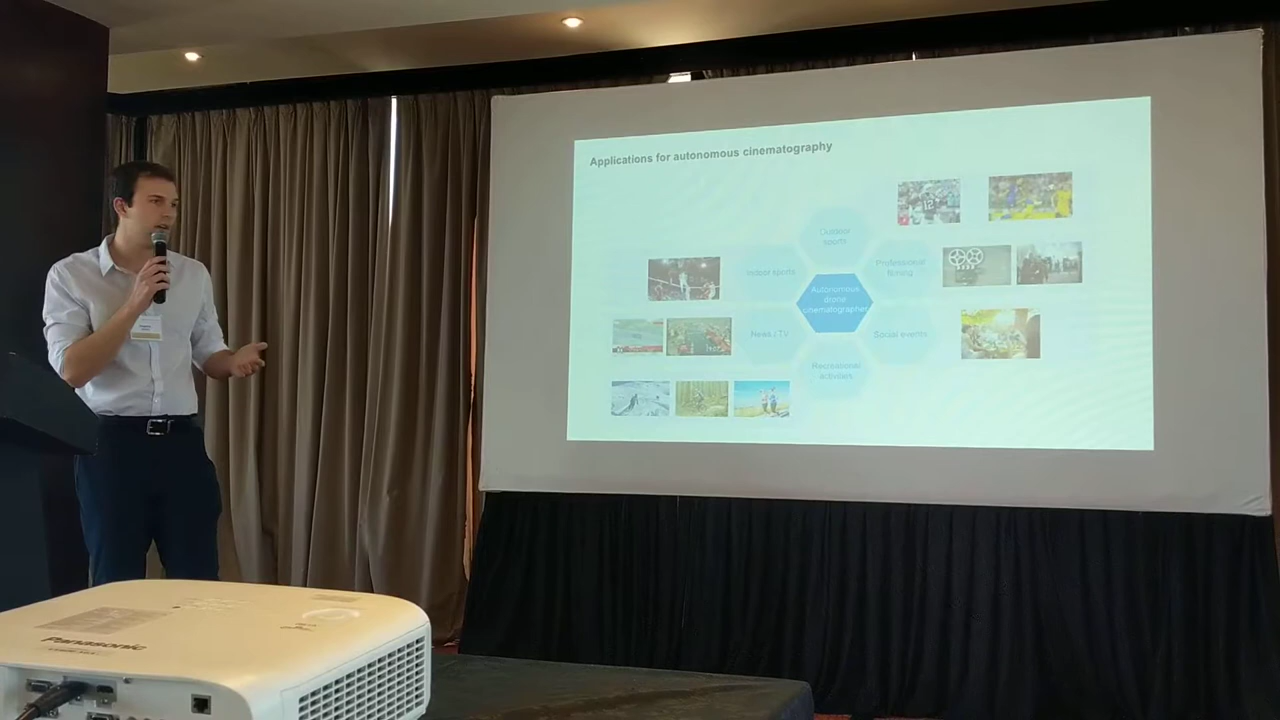 Applications for autonomous cinematography
Outdoor
sports
Indoor sports
Professional
filming
Autonomous
drone
cinematographer
News / TV
Social events
Recreational
activities
12
Panasonic